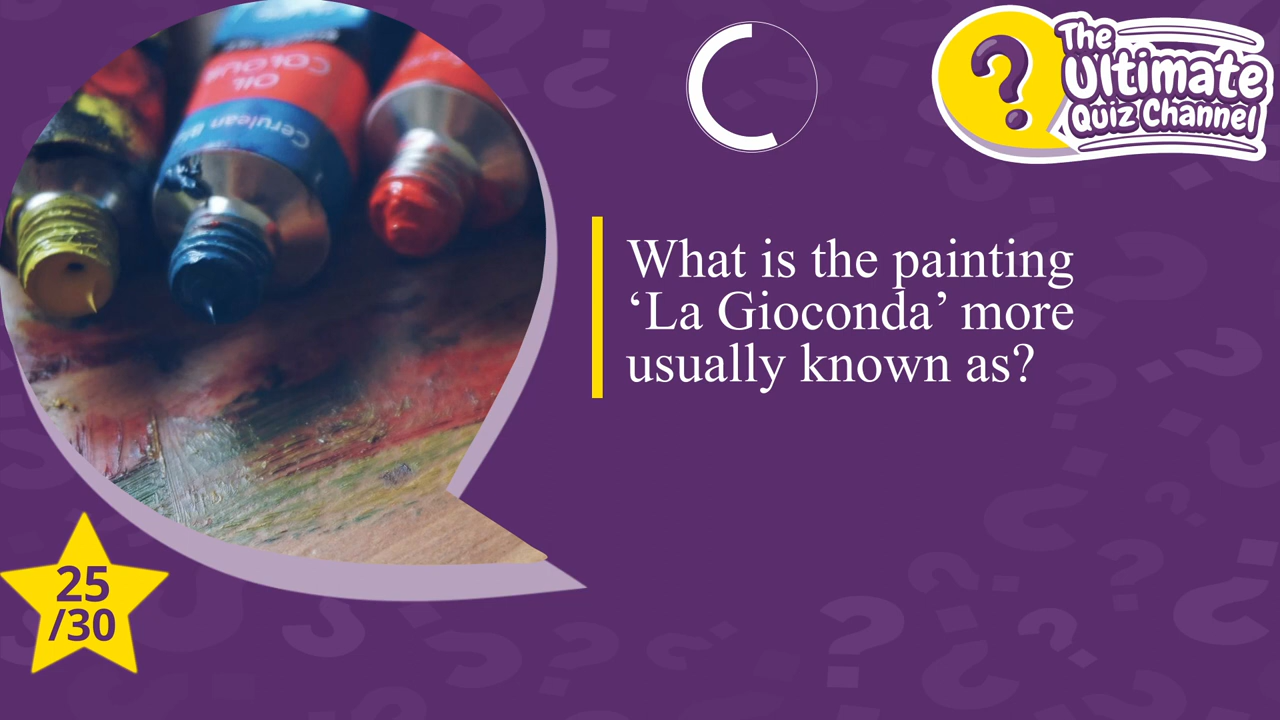 The
Ultimate
Quiz Channel
OIL
COLOUR
Cerulean
What is the painting
‘La Gioconda’ more
usually known as?
25
/30